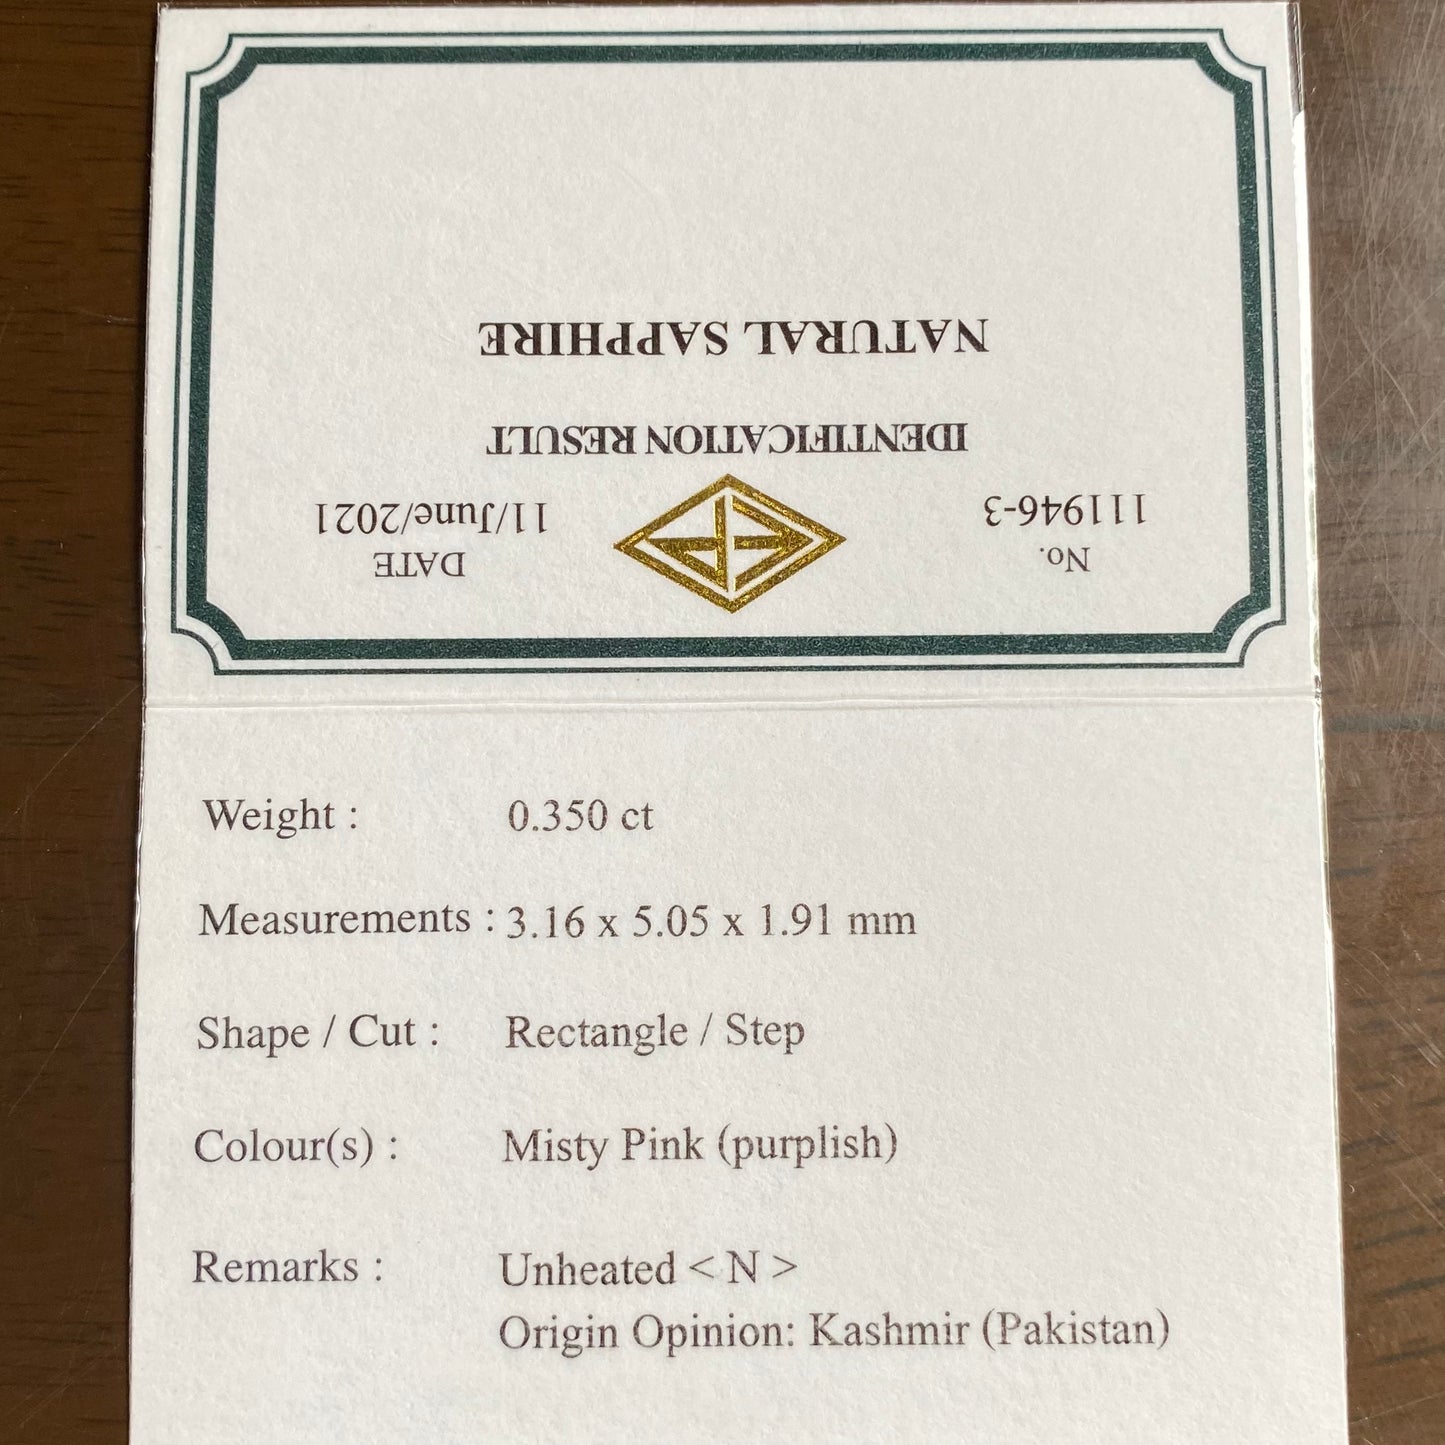 No.
111946-3
DATE
11/June/2021
IDENTIFICATION RESULT
NATURAL SAPPHIRE
Weight : 0.350 ct
Measurements : 3.16 x 5.05 x 1.91 mm
Shape / Cut : Rectangle / Step
Colour(s) : Misty Pink (purplish)
Remarks : Unheated < N >
Origin Opinion: Kashmir (Pakistan)